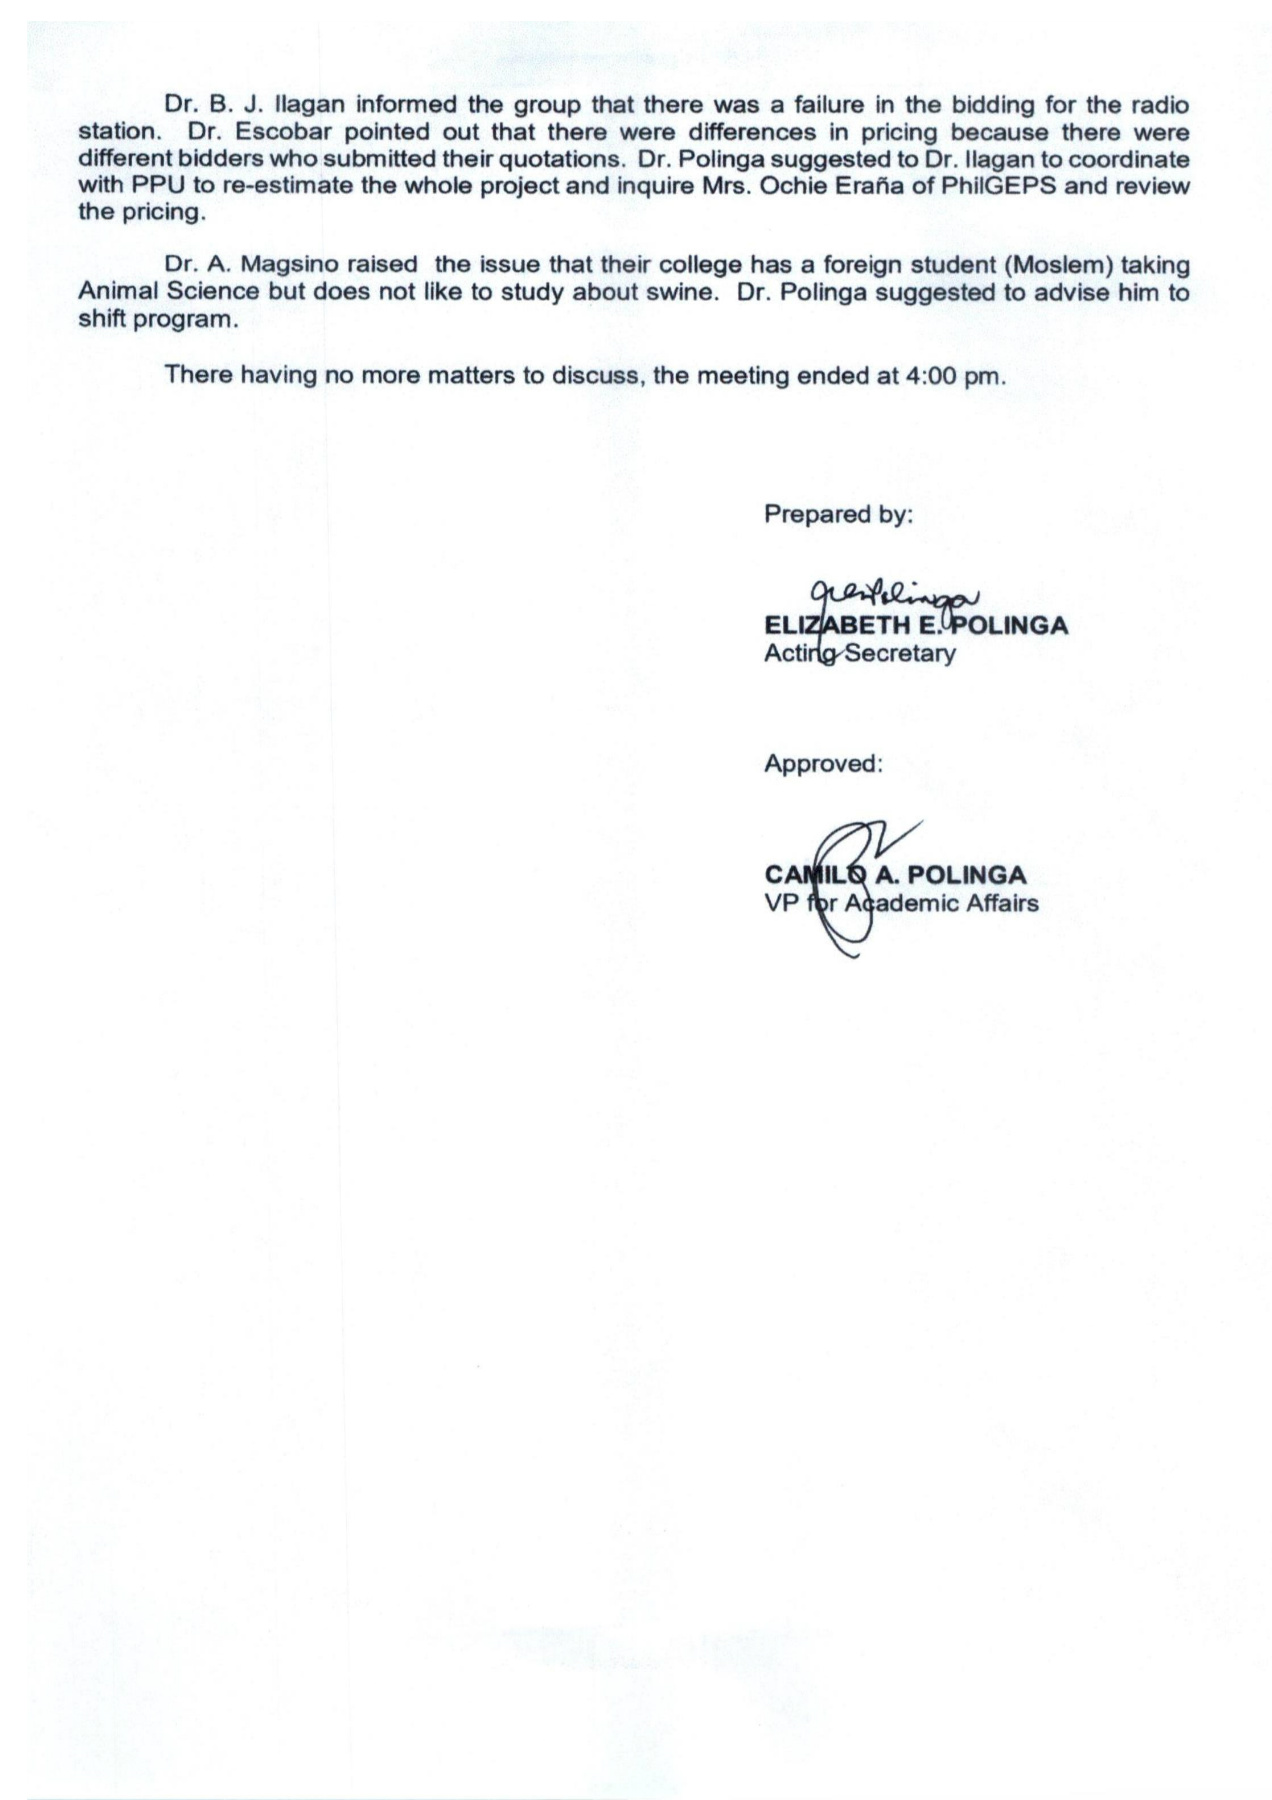 Dr. B. J. Ilagan informed the group that there was a failure in the bidding for the radio
station. Dr. Escobar pointed out that there were differences in pricing because there were
different bidders who submitted their quotations. Dr. Polinga suggested to Dr. Ilagan to coordinate
with PPU to re-estimate the whole project and inquire Mrs. Ochie Eraña of PhilGEPS and review
the pricing.
Dr. A. Magsino raised the issue that their college has a foreign student (Moslem) taking
Animal Science but does not like to study about swine. Dr. Polinga suggested to advise him to
shift program.
There having no more matters to discuss, the meeting ended at 4:00 pm.
Prepared by:
ELIZABETH E. POLINGA
Acting Secretary
Approved:
CAMILO A. POLINGA
VP for Academic Affairs